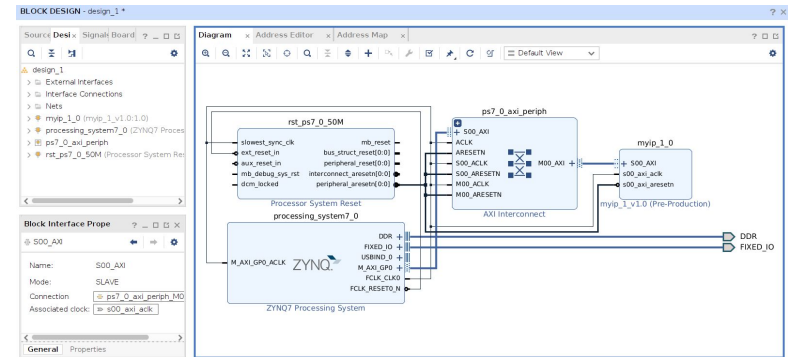 BLOCK DESIGN - design_1 *
? ×
Source Desi × Signals Board ? _ □
Diagram × Address Editor × Address Map ×
Default View
design_1
External Interfaces
Interface Connections
Nets
myip_1_0 (myip_1_v1.0:1.0)
processing_system7_0 (ZYNQ7 Proces
ps7_0_axi_periph
rst_ps7_0_50M (Processor System Res
Block Interface Prope ? _ □ ×
S00_AXI
Name: S00_AXI
Mode: SLAVE
Connection ps7_0_axi_periph_M0
Associated clock: s00_axi_aclk
General Properties
rst_ps7_0_50M
slowest_sync_clk mb_reset
ext_reset_in bus_struct_reset[0:0]
aux_reset_in peripheral_reset[0:0]
mb_debug_sys_rst interconnect_aresetn[0:0]
dcm_locked peripheral_aresetn[0:0]
Processor System Reset
processing_system7_0
DDR
FIXED_IO
USBIND_0
M_AXI_GP0_ACLK ZYNQ. M_AXI_GP0
FCLK_CLK0
FCLK_RESET0_N
ZYNQ7 Processing System
ps7_0_axi_periph
S00_AXI
ACLK
ARESETN
S00_ACLK M00_AXI
S00_ARESETN
M00_ACLK
M00_ARESETN
AXI Interconnect
myip_1_0
S00_AXI
s00_axi_aclk
s00_axi_aresetn
myip_1_v1.0 (Pre-Production)
DDR
FIXED_IO